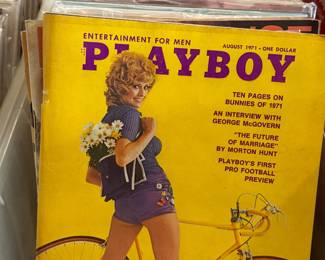 ENTERTAINMENT FOR MEN
AUGUST 1971 • ONE DOLLAR
PLAYBOY
TEN PAGES ON
BUNNIES OF 1971
AN INTERVIEW WITH
GEORGE McGOVERN
"THE FUTURE
OF MARRIAGE"
BY MORTON HUNT
PLAYBOY'S FIRST
PRO FOOTBALL
PREVIEW